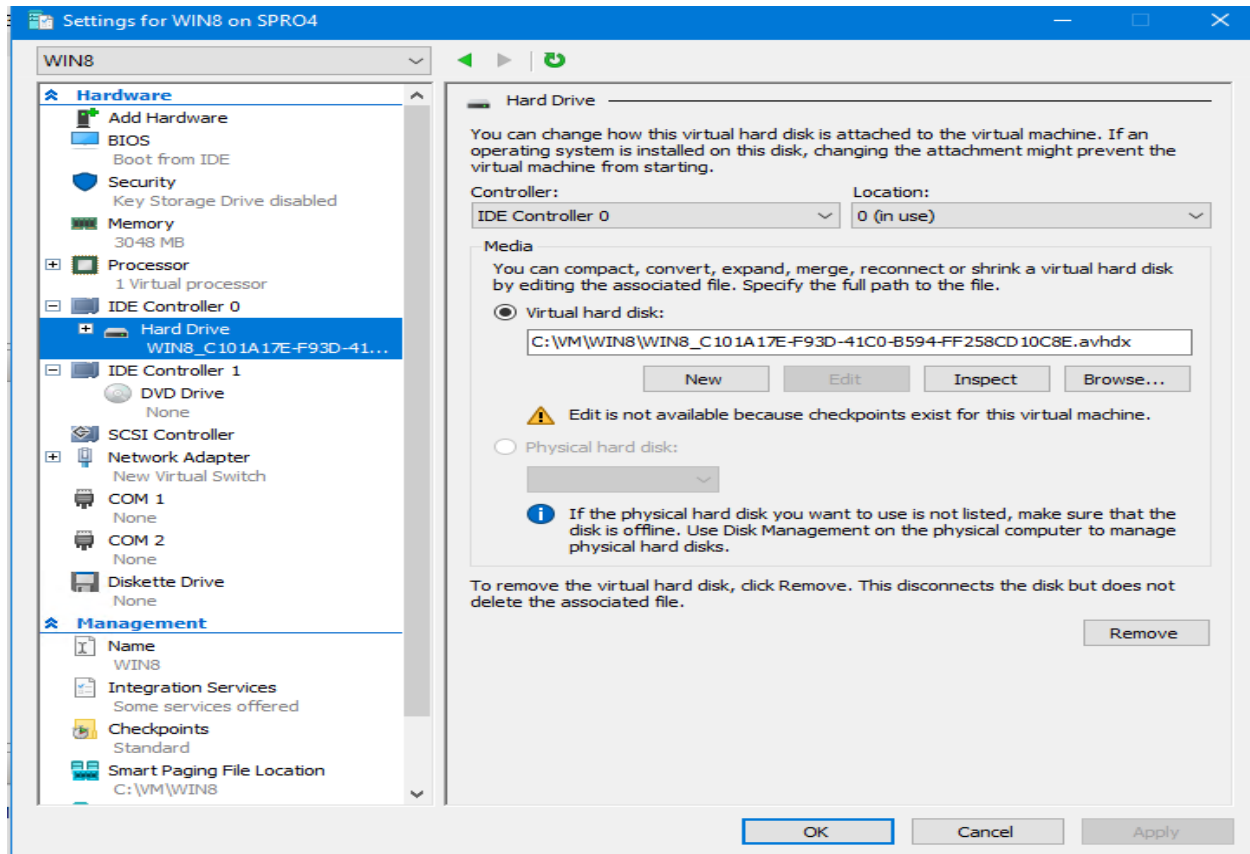 Settings for WIN8 on SPRO4
WIN8
Hardware
Add Hardware
BIOS
Boot from IDE
Security
Key Storage Drive disabled
Memory
3048 MB
Processor
1 Virtual processor
IDE Controller 0
Hard Drive
WIN8_C101A17E-F93D-41...
IDE Controller 1
DVD Drive
None
SCSI Controller
Network Adapter
New Virtual Switch
COM 1
None
COM 2
None
Diskette Drive
None
Management
Name
WIN8
Integration Services
Some services offered
Checkpoints
Standard
Smart Paging File Location
C:\VM\WIN8
Hard Drive
You can change how this virtual hard disk is attached to the virtual machine. If an
operating system is installed on this disk, changing the attachment might prevent the
virtual machine from starting.
Controller:
Location:
IDE Controller 0
0 (in use)
Media
You can compact, convert, expand, merge, reconnect or shrink a virtual hard disk
by editing the associated file. Specify the full path to the file.
Virtual hard disk:
C:\VM\WIN8\WIN8_C101A17E-F93D-41C0-B594-FF258CD10C8E.avhdx
New
Edit
Inspect
Browse...
Edit is not available because checkpoints exist for this virtual machine.
Physical hard disk:
If the physical hard disk you want to use is not listed, make sure that the
disk is offline. Use Disk Management on the physical computer to manage
physical hard disks.
To remove the virtual hard disk, click Remove. This disconnects the disk but does not
delete the associated file.
Remove
OK
Cancel
Apply